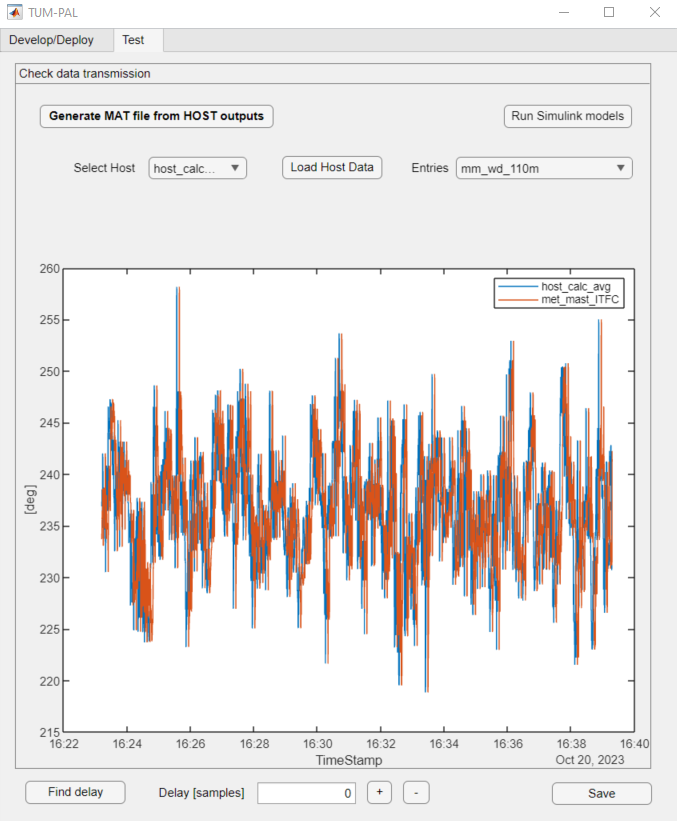 TUM-PAL
Develop/Deploy Test
Check data transmission
Generate MAT file from HOST outputs Run Simulink models
Select Host host_calc... Load Host Data Entries mm_wd_110m
260
host_calc_avg
met_mast_ITFC
255
250
245
240
[deg]
235
230
225
220
215
16:22 16:24 16:26 16:28 16:30 16:32 16:34 16:36 16:38 16:40
TimeStamp Oct 20, 2023
Find delay Delay [samples] 0 + - Save